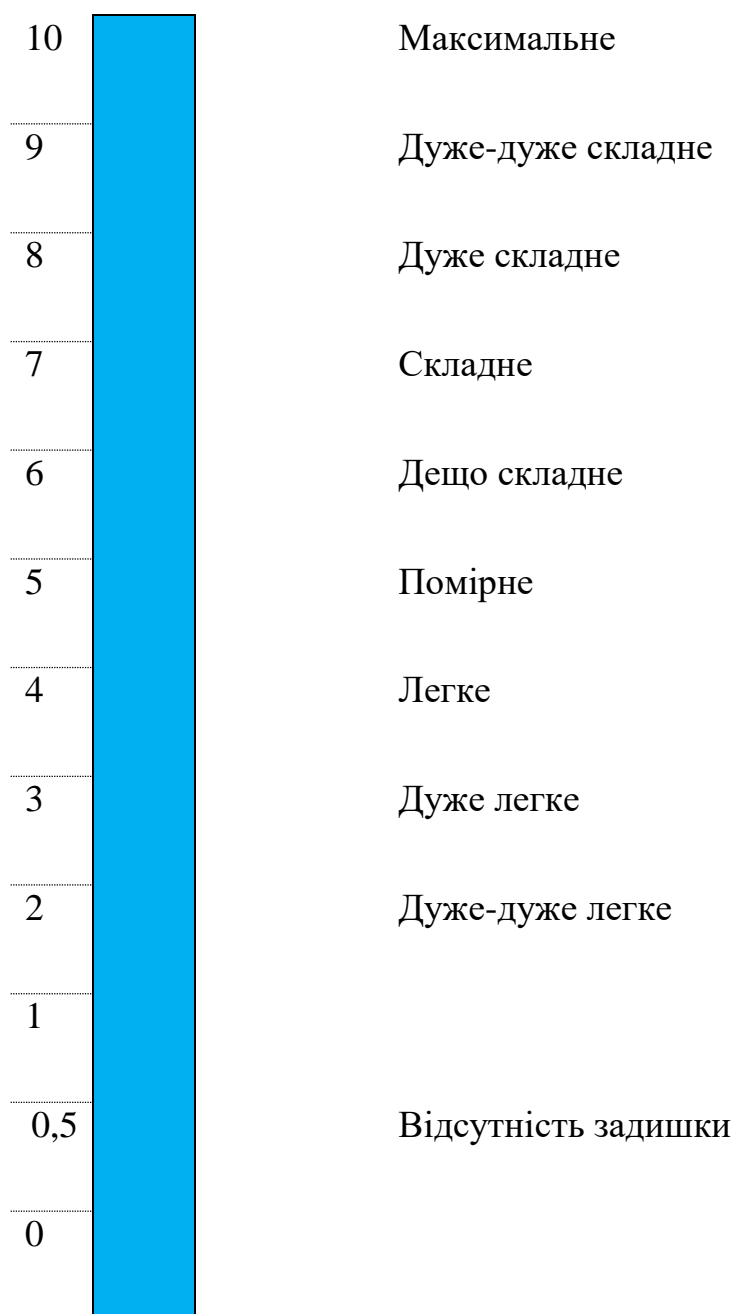 10 Максимальне
9 Дуже-дуже складне
8 Дуже складне
7 Складне
6 Дещо складне
5 Помірне
4 Легке
3 Дуже легке
2 Дуже-дуже легке
1
0,5 Відсутність задишки
0